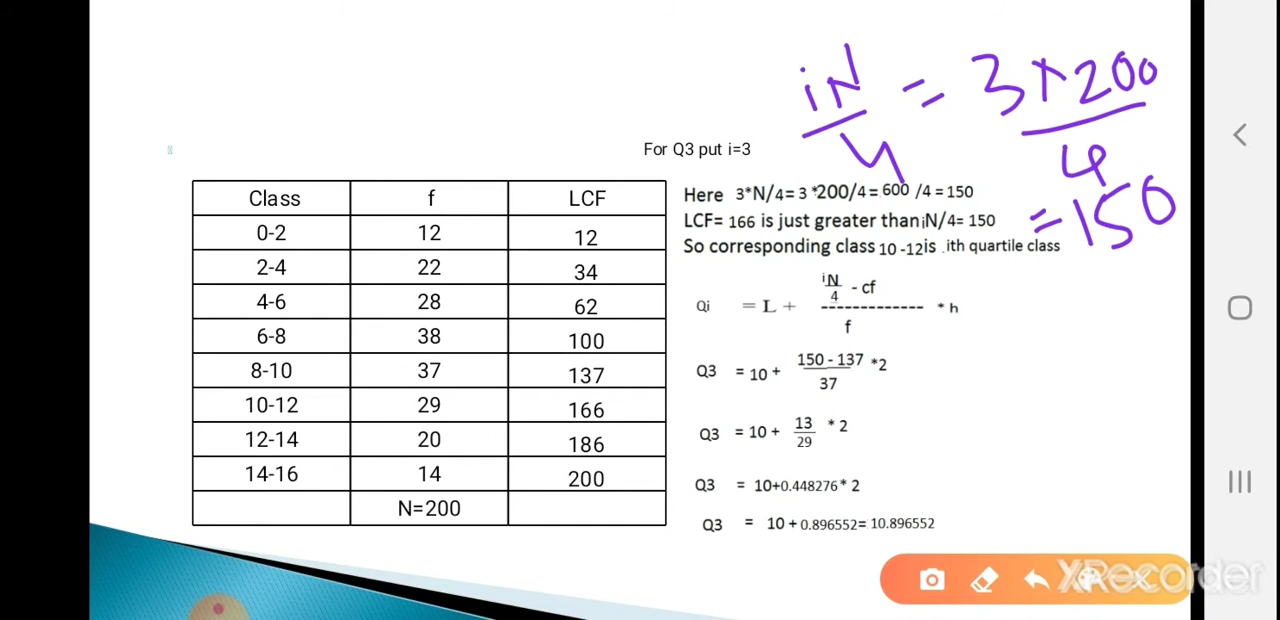 iN/4 = 3×200/4
= 150
For Q3 put i=3
Class f LCF
0-2 12 12
2-4 22 34
4-6 28 62
6-8 38 100
8-10 37 137
10-12 29 166
12-14 20 186
14-16 14 200
N=200
Here 3*N/4= 3 *200/4 = 600 /4 = 150
LCF= 166 is just greater than iN/4= 150
So corresponding class 10 -12is . ith quartile class
Qi = L + iN/4 - cf
------------- * h
f
Q3 = 10 + 150 - 137 *2
37
Q3 = 10 + 13/29 * 2
Q3 = 10+0.448276* 2
Q3 = 10 + 0.896552= 10.896552
XRecorder